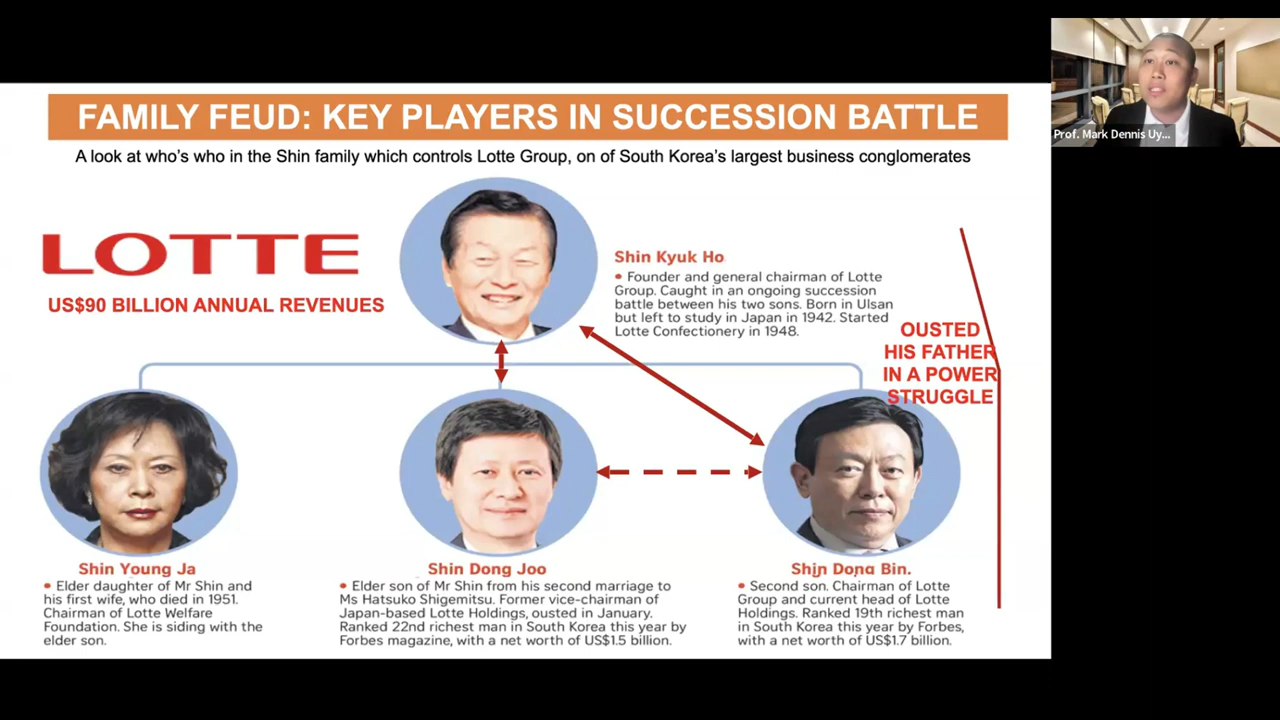 FAMILY FEUD: KEY PLAYERS IN SUCCESSION BATTLE
A look at who's who in the Shin family which controls Lotte Group, on of South Korea's largest business conglomerates
LOTTE
US$90 BILLION ANNUAL REVENUES
Shin Kyuk Ho
• Founder and general chairman of Lotte
Group. Caught in an ongoing succession
battle between his two sons. Born in Ulsan
but left to study in Japan in 1942. Started
Lotte Confectionery in 1948.
OUSTED
HIS FATHER
IN A POWER
STRUGGLE
Shin Young Ja
• Elder daughter of Mr Shin and
his first wife, who died in 1951.
Chairman of Lotte Welfare
Foundation. She is siding with the
elder son.
Shin Dong Joo
• Elder son of Mr Shin from his second marriage to
Ms Hatsuko Shigemitsu. Former vice-chairman of
Japan-based Lotte Holdings, ousted in January.
Ranked 22nd richest man in South Korea this year by
Forbes magazine, with a net worth of US$1.5 billion.
Shin Dong Bin.
• Second son. Chairman of Lotte
Group and current head of Lotte
Holdings. Ranked 19th richest man
in South Korea this year by Forbes,
with a net worth of US$1.7 billion.
Prof. Mark Dennis Uy...